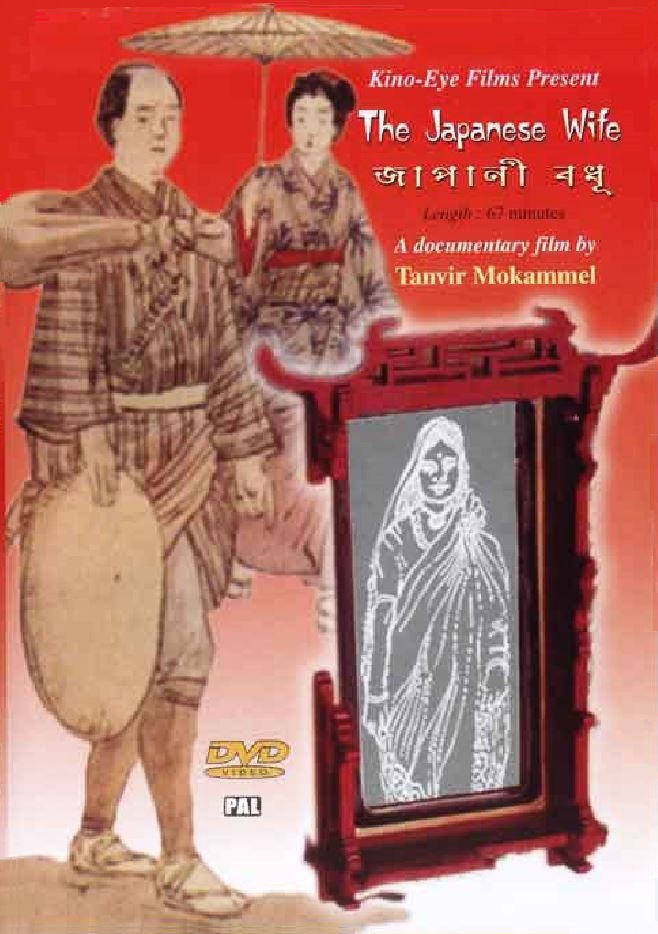 Kino-Eye Films Present
The Japanese Wife
জাপানী বধূ
Length : 67 minutes
A documentary film by
Tanvir Mokammel
DVD
VIDEO
PAL